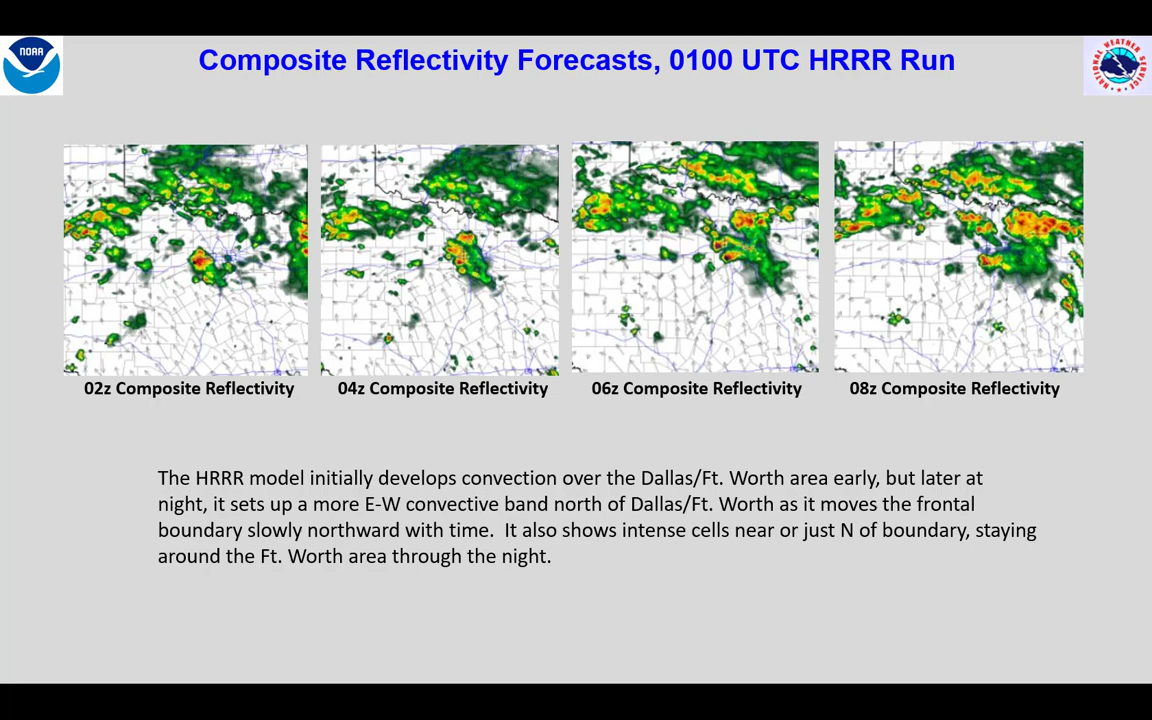 NOAA
Composite Reflectivity Forecasts, 0100 UTC HRRR Run
NATIONAL WEATHER SERVICE
02z Composite Reflectivity
04z Composite Reflectivity
06z Composite Reflectivity
08z Composite Reflectivity
The HRRR model initially develops convection over the Dallas/Ft. Worth area early, but later at
night, it sets up a more E-W convective band north of Dallas/Ft. Worth as it moves the frontal
boundary slowly northward with time.  It also shows intense cells near or just N of boundary, staying
around the Ft. Worth area through the night.